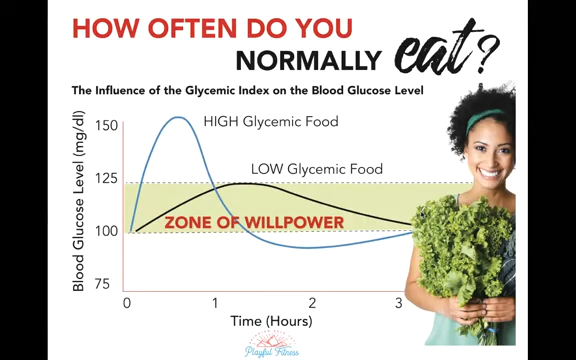 HOW OFTEN DO YOU
NORMALLY eat?
The Influence of the Glycemic Index on the Blood Glucose Level
Blood Glucose Level (mg/dl)
150
125
100
75
HIGH Glycemic Food
LOW Glycemic Food
ZONE OF WILLPOWER
0 1 2 3
Time (Hours)
Playful Fitness